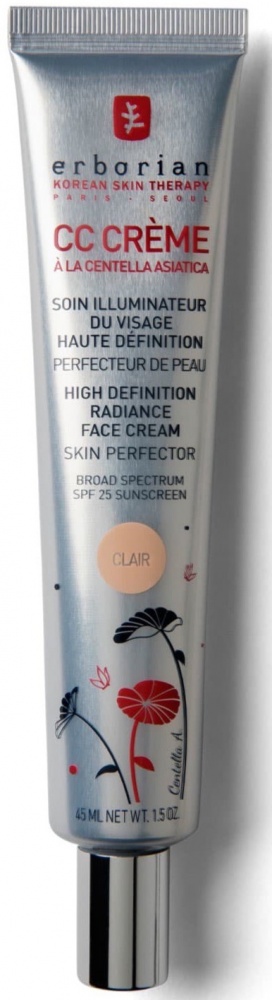 erborian
KOREAN SKIN THERAPY
PARIS - SEOUL
CC CRÈME
À LA CENTELLA ASIATICA
SOIN ILLUMINATEUR
DU VISAGE
HAUTE DÉFINITION
PERFECTEUR DE PEAU
HIGH DEFINITION
RADIANCE
FACE CREAM
SKIN PERFECTOR
BROAD SPECTRUM
SPF 25 SUNSCREEN
CLAIR
Centella A.
45 ML NET WT. 1.5 OZ.